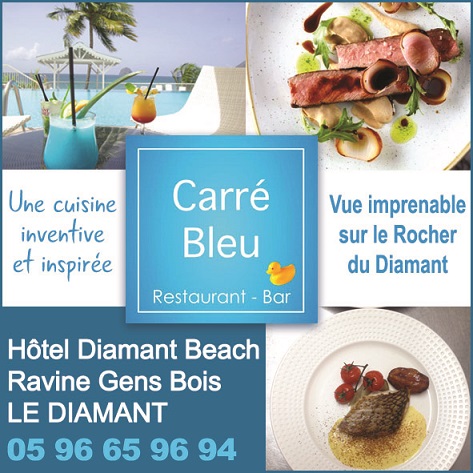 Une cuisine
inventive
et inspirée
Carré
Bleu
Restaurant - Bar
Vue imprenable
sur le Rocher
du Diamant
Hôtel Diamant Beach
Ravine Gens Bois
LE DIAMANT
05 96 65 96 94